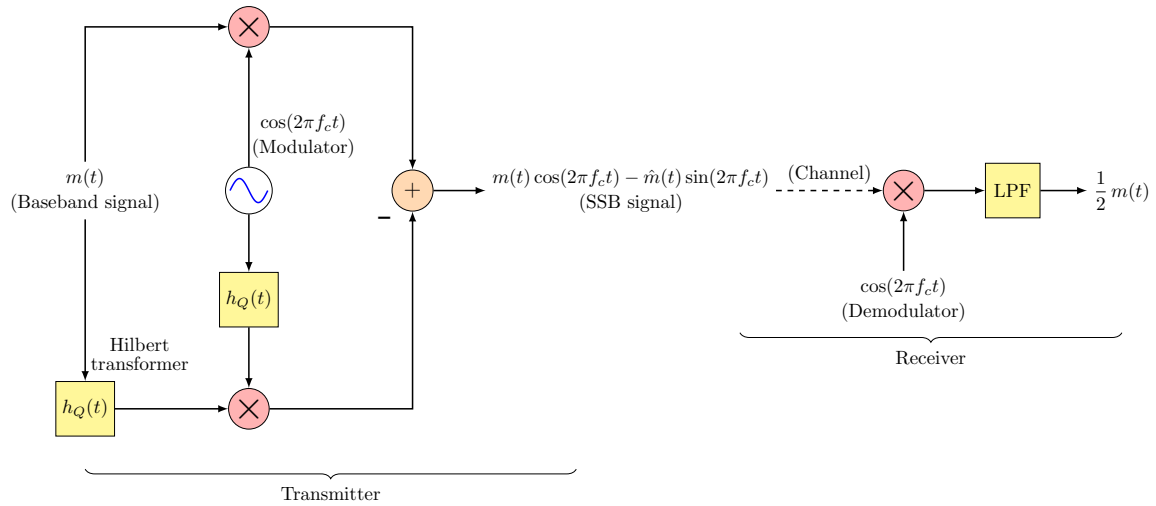 cos(2πf_ct)
(Modulator)
m(t)
(Baseband signal)
+
−
m(t) cos(2πf_ct) − m̂(t) sin(2πf_ct)
(SSB signal)
(Channel)
LPF
1/2 m(t)
h_Q(t)
cos(2πf_ct)
(Demodulator)
Receiver
Hilbert
transformer
h_Q(t)
Transmitter